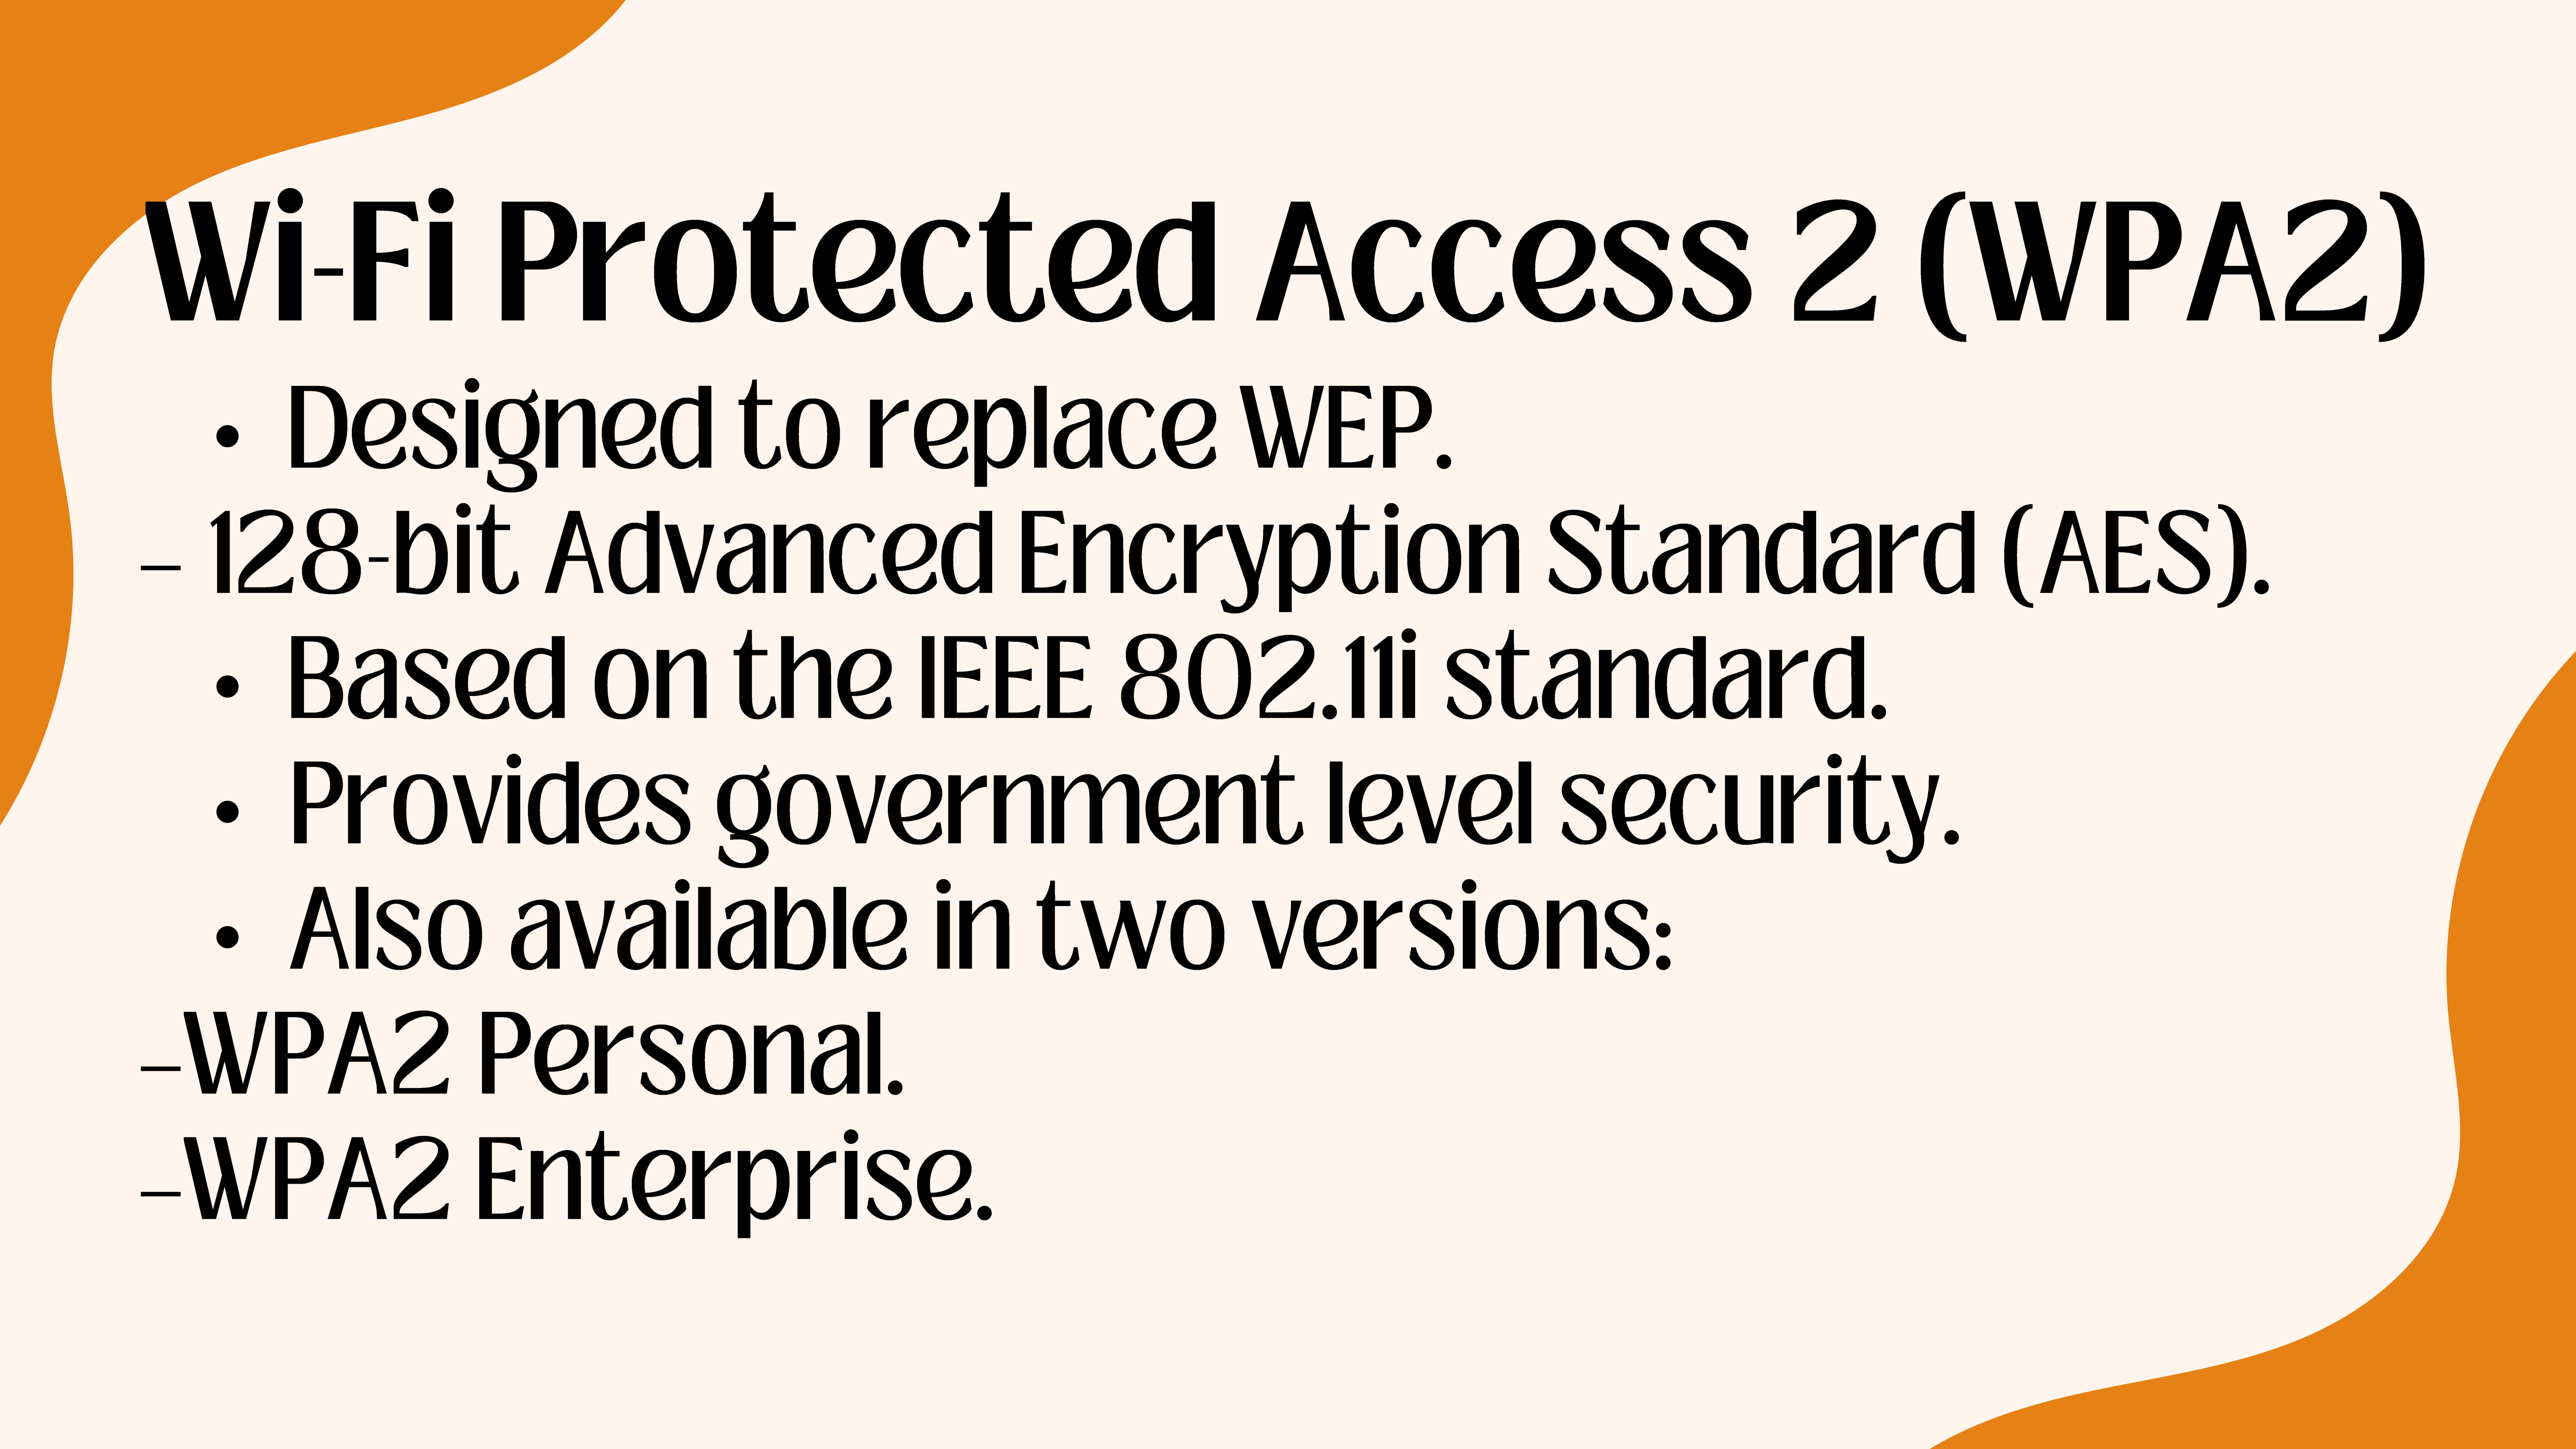 Wi-Fi Protected Access 2 (WPA2)
• Designed to replace WEP.
– 128-bit Advanced Encryption Standard (AES).
• Based on the IEEE 802.11i standard.
• Provides government level security.
• Also available in two versions:
–WPA2 Personal.
–WPA2 Enterprise.